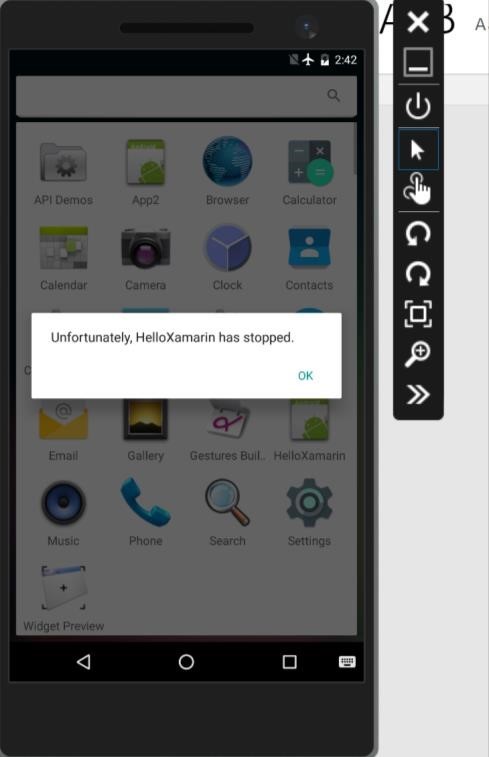 2:42
API Demos App2 Browser Calculator
Calendar Camera Clock Contacts
Unfortunately, HelloXamarin has stopped.
OK
Email Gallery Gestures Buil.. HelloXamarin
Music Phone Search Settings
Widget Preview